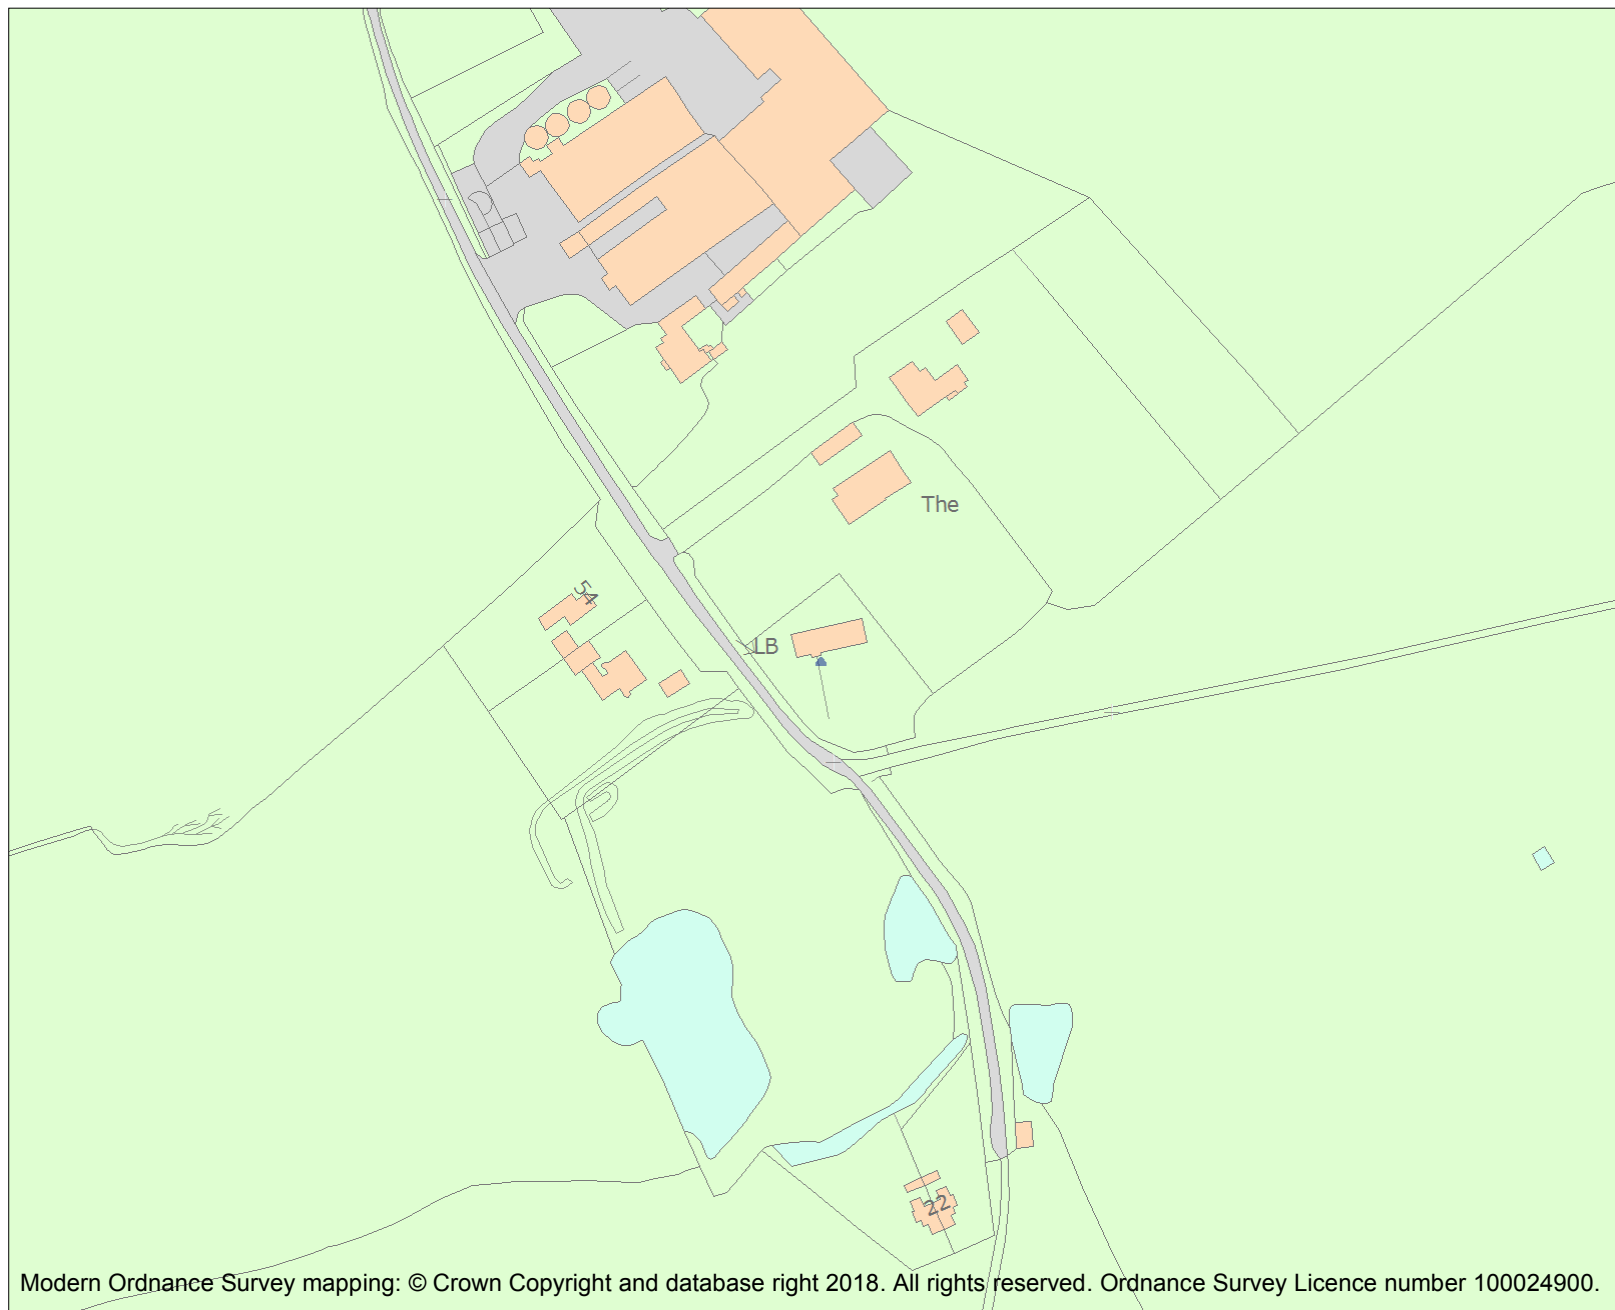 The
54
LB
22
Modern Ordnance Survey mapping: © Crown Copyright and database right 2018. All rights reserved. Ordnance Survey Licence number 100024900.